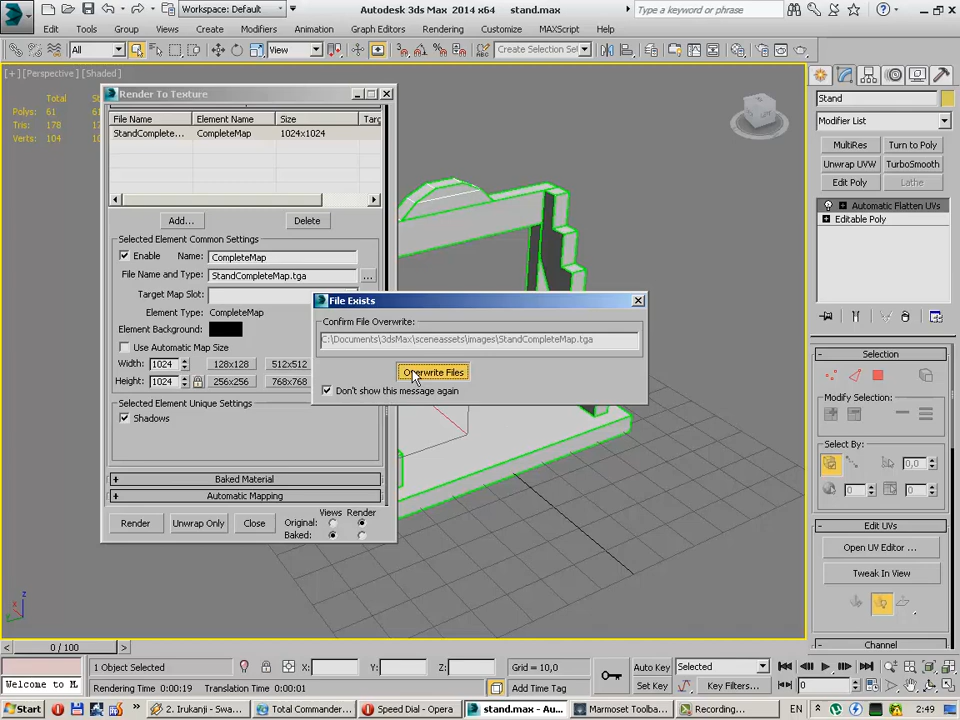 Workspace: Default
Autodesk 3ds Max 2014 x64
stand.max
Type a keyword or phrase
Edit
Tools
Group
Views
Create
Modifiers
Animation
Graph Editors
Rendering
Customize
MAXScript
Help
All
View
Create Selection Set
[+] [Perspective] [Shaded]
Total
Polys: 61
Tris: 178
Verts: 104
Render To Texture
File Name
Element Name
Size
StandComplete...
CompleteMap
1024x1024
Add...
Delete
Selected Element Common Settings
Enable
Name:
CompleteMap
File Name and Type:
StandCompleteMap.tga
...
Target Map Slot:
Element Type:
CompleteMap
Element Background:
Use Automatic Map Size
Width:
1024
128x128
512x512
Height:
1024
256x256
768x768
Selected Element Unique Settings
Shadows
Baked Material
Automatic Mapping
Render
Unwrap Only
Close
Views
Render
Original:
Baked:
File Exists
Confirm File Overwrite:
C:\Documents\3dsMax\sceneassets\images\StandCompleteMap.tga
Overwrite Files
Don't show this message again
Stand
Modifier List
MultiRes
Turn to Poly
Unwrap UVW
TurboSmooth
Edit Poly
Lathe
Automatic Flatten UVs
Editable Poly
Selection
Modify Selection:
Select By:
0,0
0
0
Edit UVs
Open UV Editor ...
Tweak In View
Channel
0 / 100
1 Object Selected
X:
Y:
Z:
Grid = 10,0
Auto Key
Selected
Rendering Time: 0:00:19
Translation Time: 0:00:01
Add Time Tag
Set Key
Key Filters...
0
Welcome to M
Start
2. Irukanji - Swa...
Total Commander...
Speed Dial - Opera
stand.max - Au...
Marmoset Toolba...
Recording...
EN
2:49